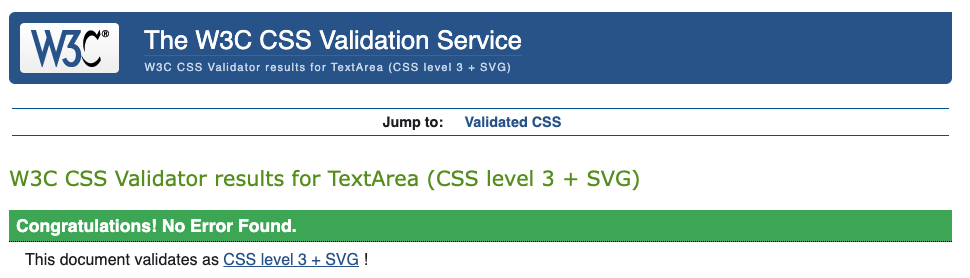 W3C® The W3C CSS Validation Service
W3C CSS Validator results for TextArea (CSS level 3 + SVG)
Jump to: Validated CSS
W3C CSS Validator results for TextArea (CSS level 3 + SVG)
Congratulations! No Error Found.
This document validates as CSS level 3 + SVG !